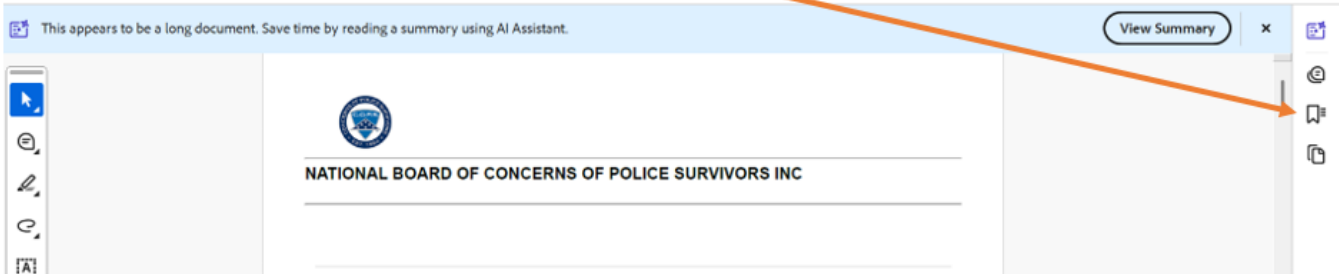 This appears to be a long document. Save time by reading a summary using AI Assistant.
View Summary
NATIONAL BOARD OF CONCERNS OF POLICE SURVIVORS INC